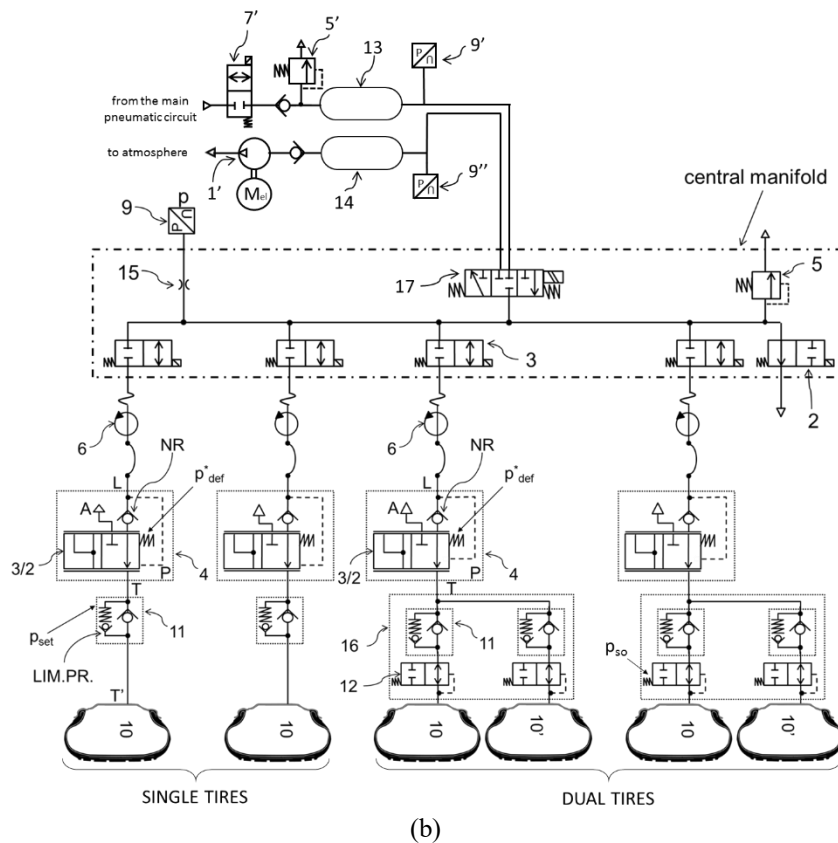 7’
5’
13
9’
P
n
from the main
pneumatic circuit
to atmosphere
1’
M el
14
P
n
9’’
central manifold
9
p
P
n
15
17
5
3
2
6
NR
6
NR
L
p*def
L
p*def
A
A
3/2
P
4
3/2
P
4
T
T
pset
11
16
11
pso
LIM.PR.
12
T’
10
10
10
10’
10
10’
SINGLE TIRES
DUAL TIRES
(b)